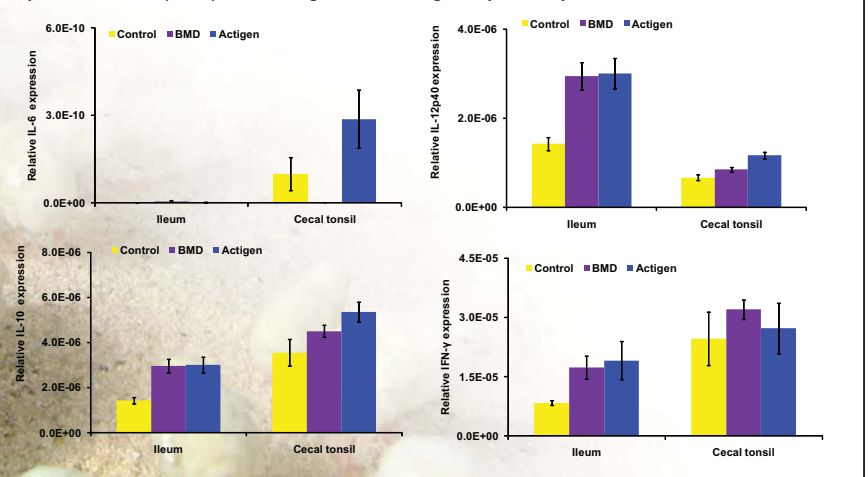 Relative IL-6 expression
6.0E-10
3.0E-10
0.0E+00
Control BMD Actigen
Ileum Cecal tonsil
Relative IL-12p40 expression
4.0E-06
2.0E-06
0.0E+00
Control BMD Actigen
Ileum Cecal tonsil
Relative IL-10 expression
8.0E-06
6.0E-06
4.0E-06
2.0E-06
0.0E+00
Control BMD Actigen
Ileum Cecal tonsil
Relative IFN-γ expression
4.5E-05
3.0E-05
1.5E-05
0.0E+00
Control BMD Actigen
Ileum Cecal tonsil